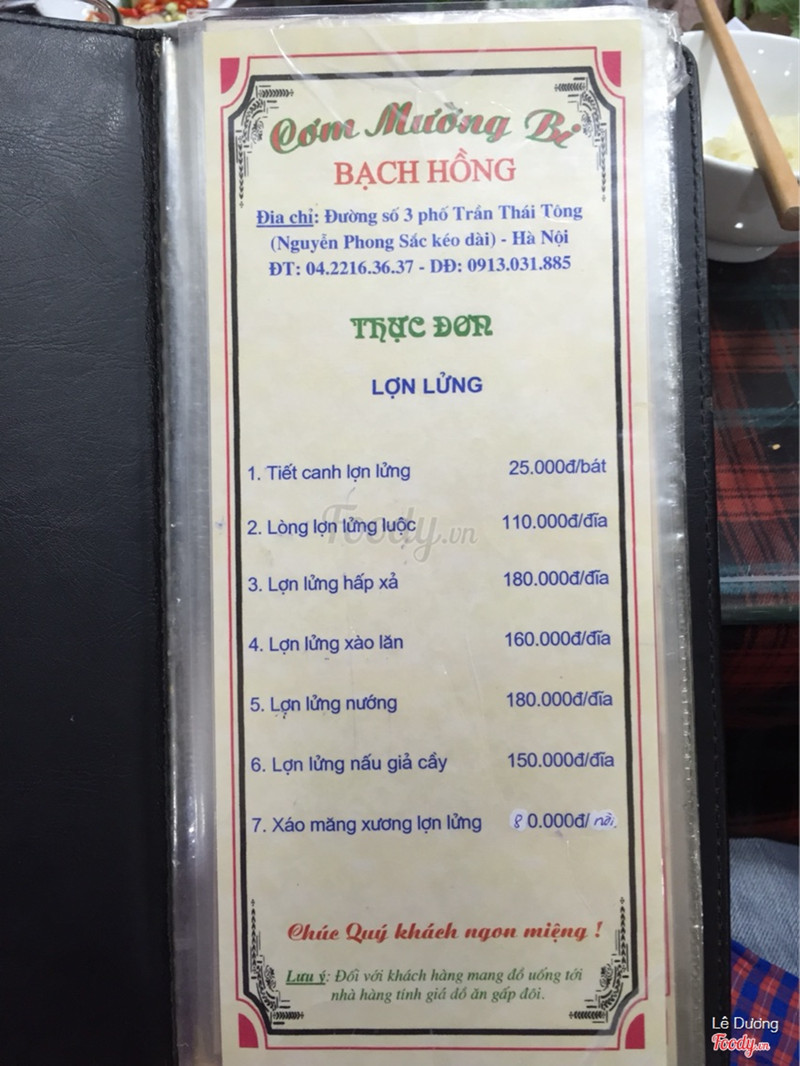 Cơm Mường Bi
BẠCH HỒNG
Địa chỉ: Đường số 3 phố Trần Thái Tông
(Nguyễn Phong Sắc kéo dài) - Hà Nội
ĐT: 04.2216.36.37 - DĐ: 0913.031.885
THỰC ĐƠN
LỢN LỬNG
1. Tiết canh lợn lửng 25.000đ/bát
2. Lòng lợn lửng luộc 110.000đ/đĩa
3. Lợn lửng hấp xả 180.000đ/đĩa
4. Lợn lửng xào lăn 160.000đ/đĩa
5. Lợn lửng nướng 180.000đ/đĩa
6. Lợn lửng nấu giả cầy 150.000đ/đĩa
7. Xáo măng xương lợn lửng 80.000đ/ nồi
Chúc Quý khách ngon miệng !
Lưu ý: Đối với khách hàng mang đồ uống tới
nhà hàng tính giá đồ ăn gấp đôi.
Foody.vn
Lê Dương
Foody.vn